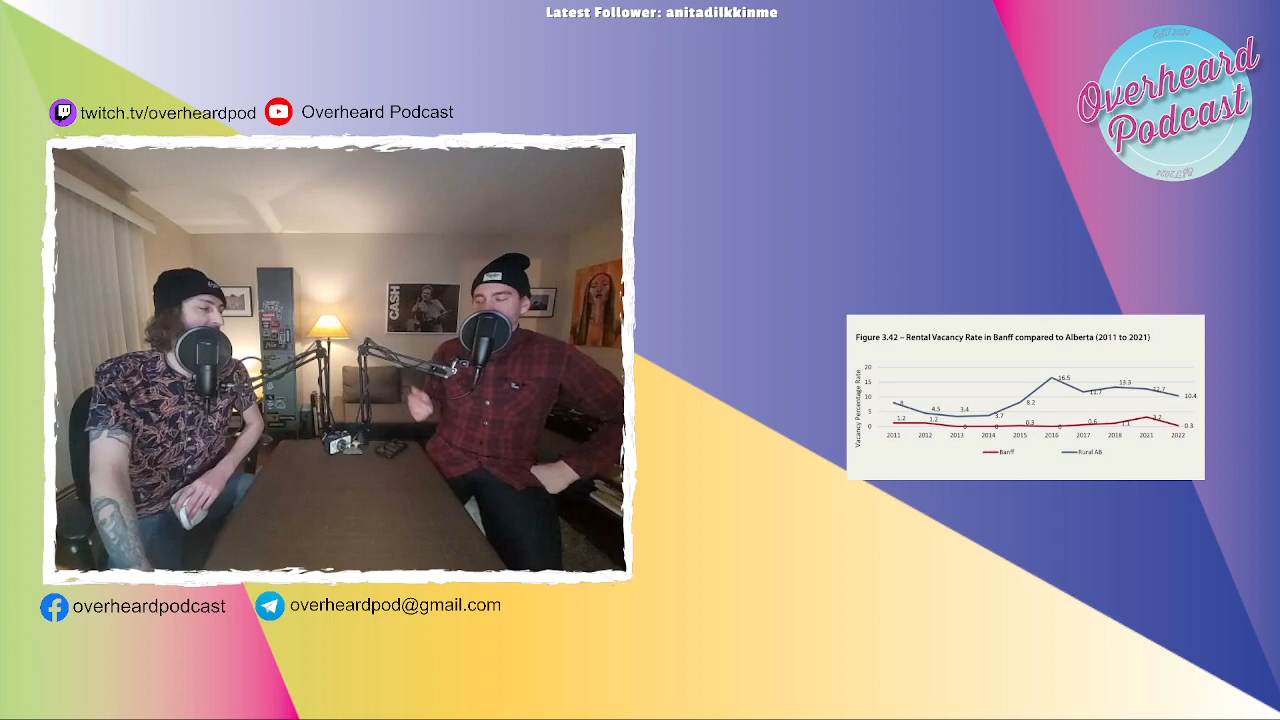 Latest Follower: anitadilkkinme
Overheard
Podcast
twitch.tv/overheardpod
Overheard Podcast
CASH
Figure 3.42 – Rental Vacancy Rate in Banff compared to Alberta (2011 to 2021)
Vacancy Percentage Rate
20
15
10
5
0
8
4.5
3.4
3.7
8.2
16.5
11.7
13.3
12.7
10.4
1.2
1.2
0
0
0.3
0
0.6
1.1
3.2
0.3
2011 2012 2013 2014 2015 2016 2017 2018 2021 2022
Banff Rural AB
overheardpodcast
overheardpod@gmail.com